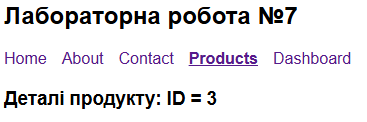 Лабораторна робота №7
Home About Contact Products Dashboard
Деталі продукту: ID = 3